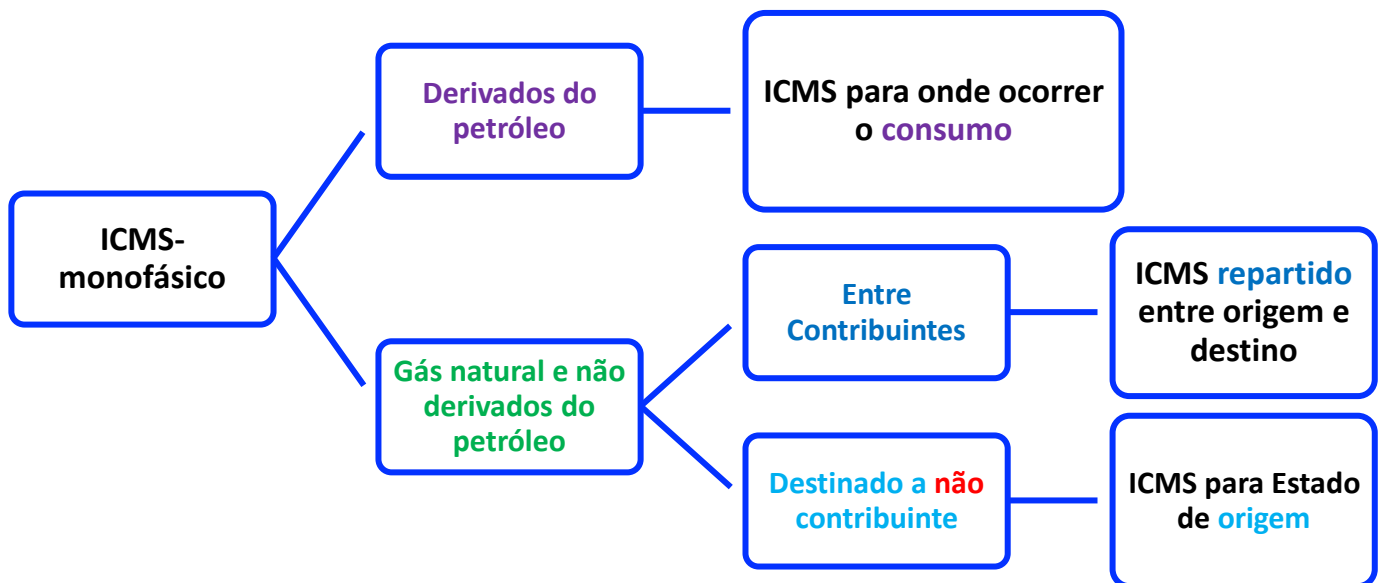 ICMS-
monofásico
Derivados do
petróleo
ICMS para onde ocorrer
o consumo
Gás natural e não
derivados do
petróleo
Entre
Contribuintes
ICMS repartido
entre origem e
destino
Destinado a não
contribuinte
ICMS para Estado
de origem